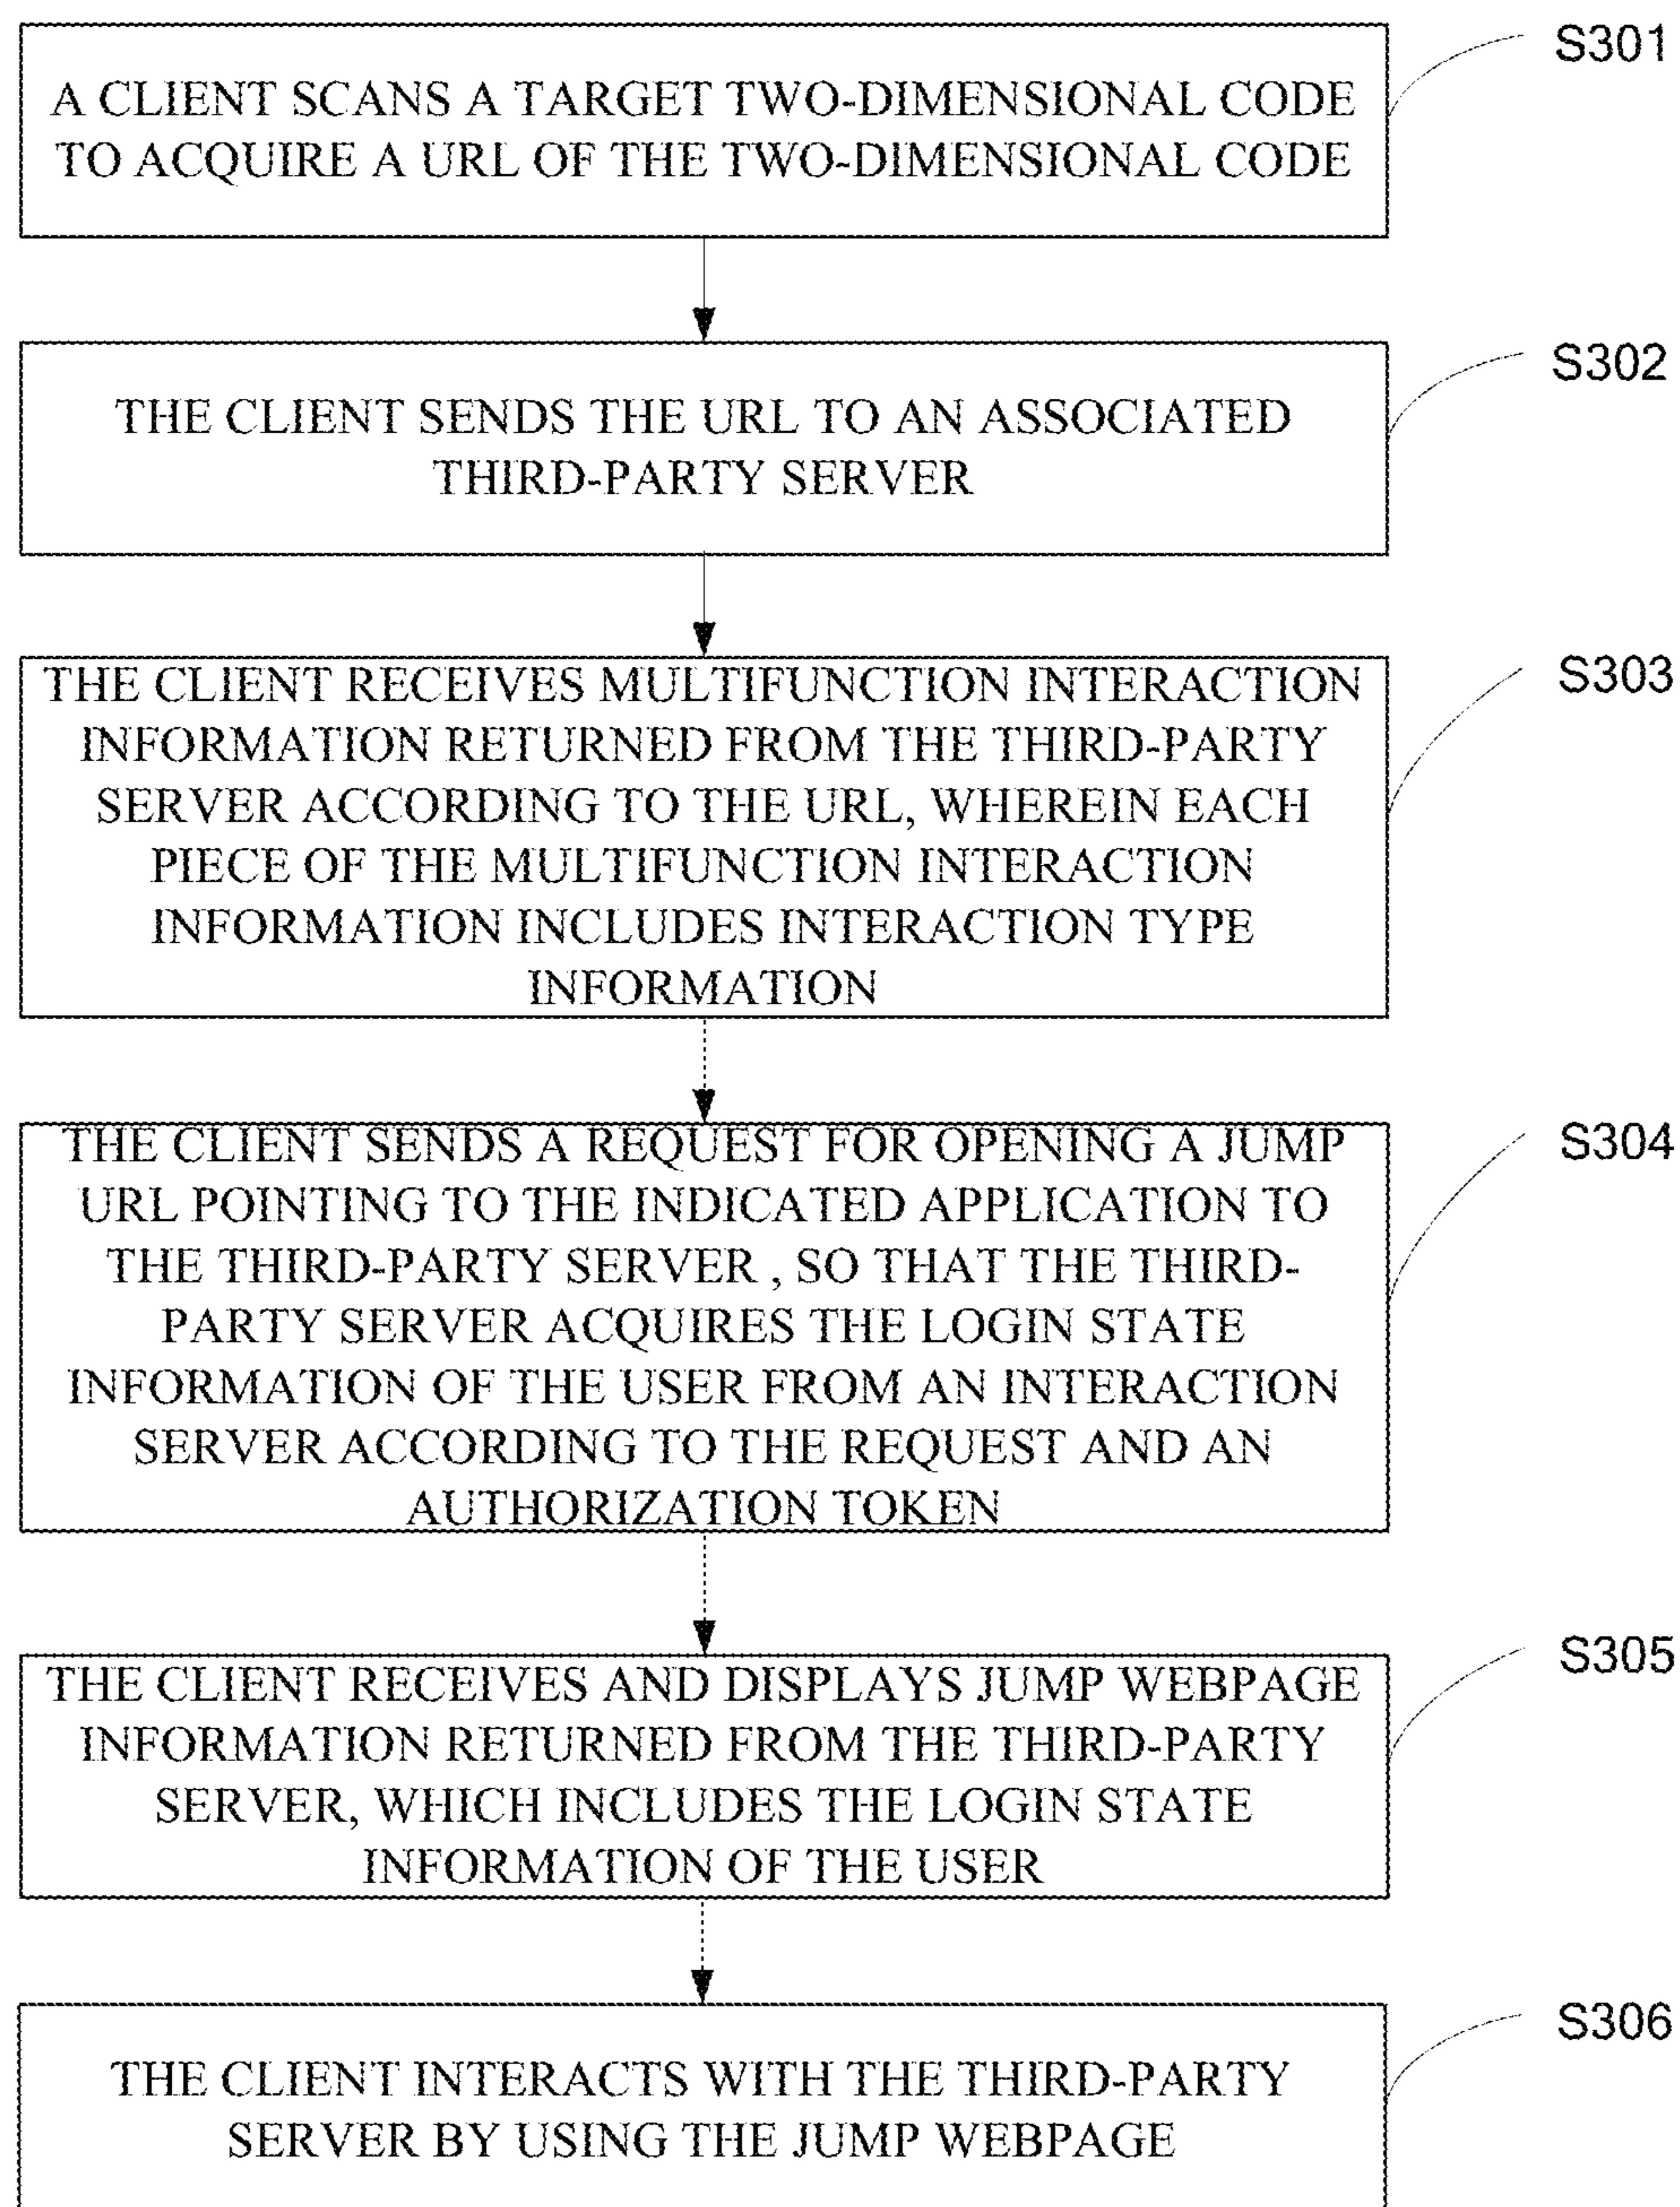 S301
A CLIENT SCANS A TARGET TWO-DIMENSIONAL CODE
TO ACQUIRE A URL OF THE TWO-DIMENSIONAL CODE
S302
THE CLIENT SENDS THE URL TO AN ASSOCIATED
THIRD-PARTY SERVER
S303
THE CLIENT RECEIVES MULTIFUNCTION INTERACTION
INFORMATION RETURNED FROM THE THIRD-PARTY
SERVER ACCORDING TO THE URL, WHEREIN EACH
PIECE OF THE MULTIFUNCTION INTERACTION
INFORMATION INCLUDES INTERACTION TYPE
INFORMATION
S304
THE CLIENT SENDS A REQUEST FOR OPENING A JUMP
URL POINTING TO THE INDICATED APPLICATION TO
THE THIRD-PARTY SERVER , SO THAT THE THIRD-
PARTY SERVER ACQUIRES THE LOGIN STATE
INFORMATION OF THE USER FROM AN INTERACTION
SERVER ACCORDING TO THE REQUEST AND AN
AUTHORIZATION TOKEN
S305
THE CLIENT RECEIVES AND DISPLAYS JUMP WEBPAGE
INFORMATION RETURNED FROM THE THIRD-PARTY
SERVER, WHICH INCLUDES THE LOGIN STATE
INFORMATION OF THE USER
S306
THE CLIENT INTERACTS WITH THE THIRD-PARTY
SERVER BY USING THE JUMP WEBPAGE